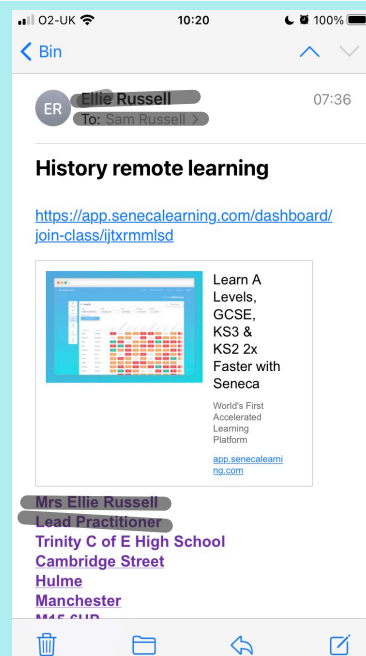 O2-UK 10:20 100%
Bin
ER Ellie Russell 07:36
To: Sam Russell >
History remote learning
https://app.senecalearning.com/dashboard/
join-class/ijtxrmmlsd
Learn A
Levels,
GCSE,
KS3 &
KS2 2x
Faster with
Seneca
World's First
Accelerated
Learning
Platform
app.senecalearni
ng.com
Mrs Ellie Russell
Lead Practitioner
Trinity C of E High School
Cambridge Street
Hulme
Manchester